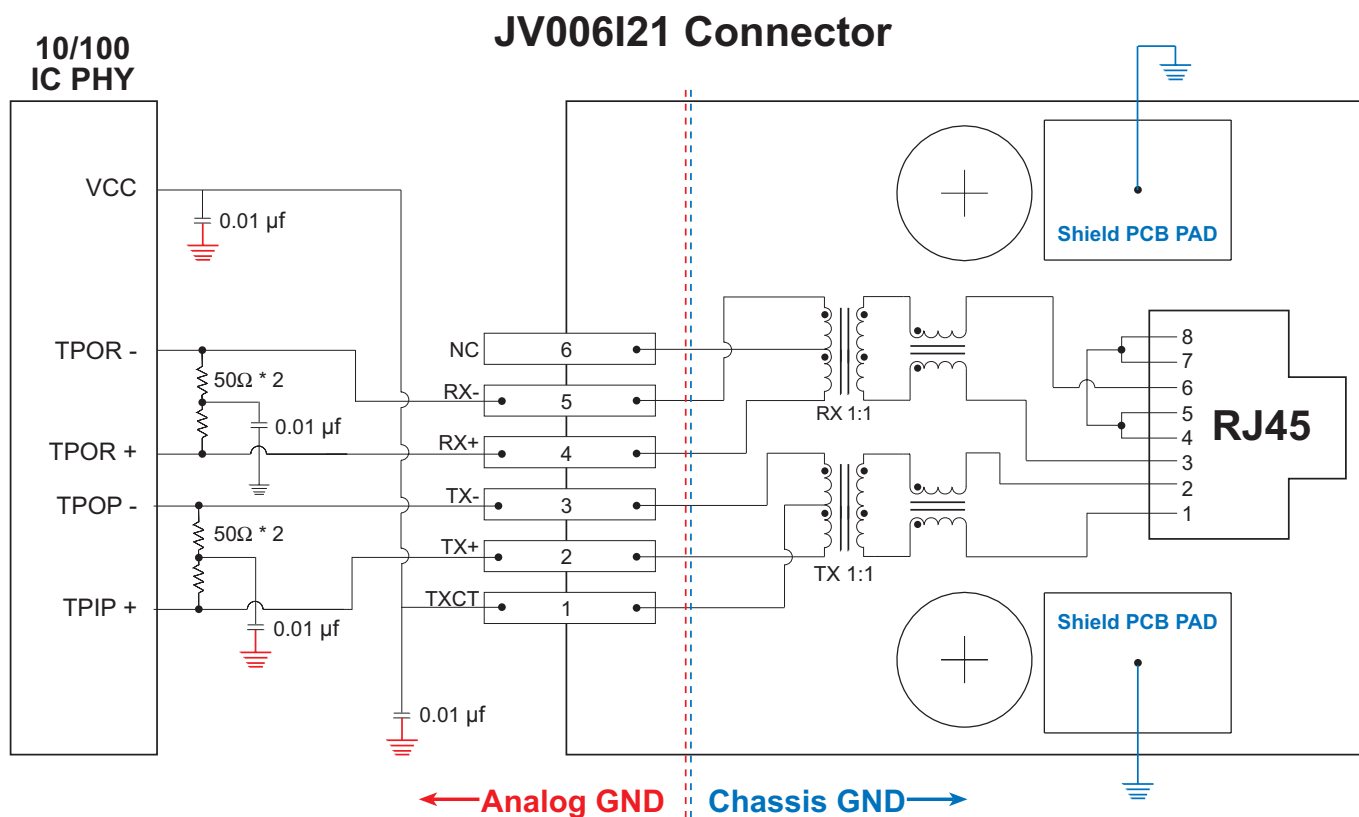 JV006I21 Connector
10/100
IC PHY
VCC
0.01 µf
Shield PCB PAD
TPOR -
50Ω * 2
0.01 µf
TPOR +
TPOP -
50Ω * 2
TPIP +
0.01 µf
0.01 µf
NC
6
RX-
5
RX+
4
TX-
3
TX+
2
TXCT
1
RX 1:1
TX 1:1
8
7
6
5
4
3
2
1
RJ45
Shield PCB PAD
Analog GND
Chassis GND